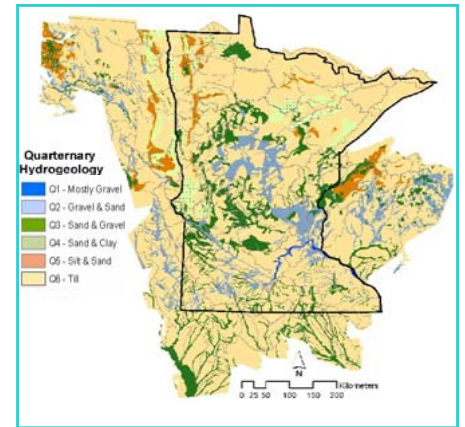 Quarternary
Hydrogeology
Q1 - Mostly Gravel
Q2 - Gravel & Sand
Q3 - Sand & Gravel
Q4 - Sand & Clay
Q5 - Silt & Sand
Q6 - Till
N
Kilometers
0 25 50 100 150 200